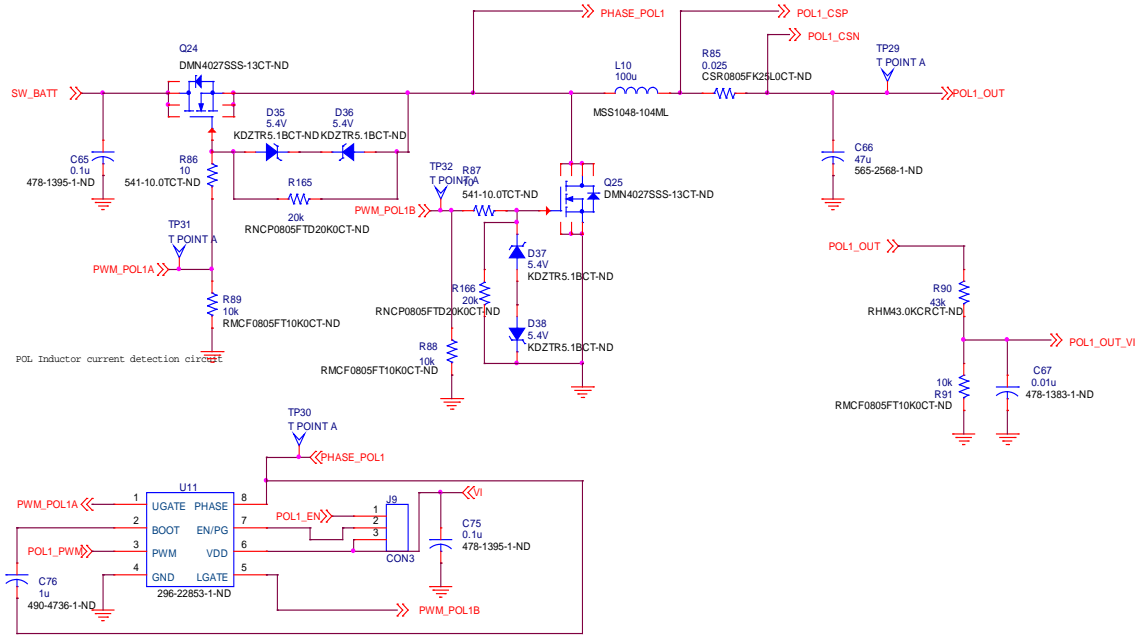 PHASE_POL1
POL1_CSP
POL1_CSN
Q24
DMN4027SSS-13CT-ND
SW_BATT
L10
100u
MSS1048-104ML
R85
0.025
CSR0805FK25L0CT-ND
TP29
T POINT A
POL1_OUT
C65
0.1u
478-1395-1-ND
R86
10
541-10.0TCT-ND
D35
5.4V
KDZTR5.1BCT-ND
D36
5.4V
KDZTR5.1BCT-ND
R165
20k
RNCP0805FTD20K0CT-ND
TP31
T POINT A
PWM_POL1A
R89
10k
RMCF0805FT10K0CT-ND
POL Inductor current detection circuit
TP32
T POINT A
PWM_POL1B
R87
10
541-10.0TCT-ND
Q25
DMN4027SSS-13CT-ND
C66
47u
565-2568-1-ND
D37
5.4V
KDZTR5.1BCT-ND
R166
20k
RNCP0805FTD20K0CT-ND
D38
5.4V
KDZTR5.1BCT-ND
R88
10k
RMCF0805FT10K0CT-ND
POL1_OUT
R90
43k
RHM43.0KCRCT-ND
POL1_OUT_VI
10k
R91
RMCF0805FT10K0CT-ND
C67
0.01u
478-1383-1-ND
TP30
T POINT A
PHASE_POL1
U11
PWM_POL1A
1
UGATE
PHASE
8
2
BOOT
EN/PG
7
POL1_PWM
3
PWM
VDD
6
4
GND
LGATE
5
296-22853-1-ND
C76
1u
490-4736-1-ND
POL1_EN
J9
1
2
3
CON3
VI
C75
0.1u
478-1395-1-ND
PWM_POL1B